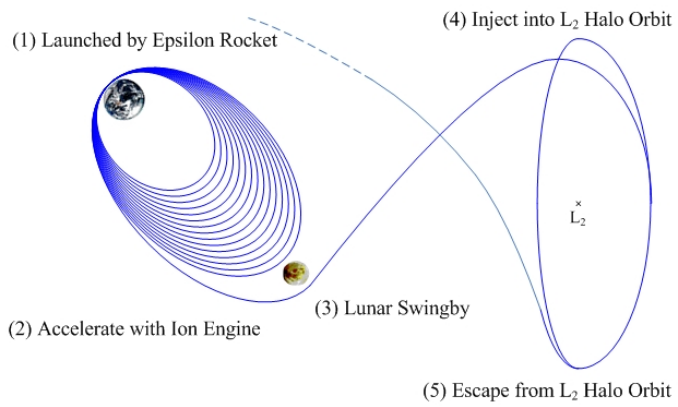 (4) Inject into L2 Halo Orbit
(1) Launched by Epsilon Rocket
×
L2
(3) Lunar Swingby
(2) Accelerate with Ion Engine
(5) Escape from L2 Halo Orbit